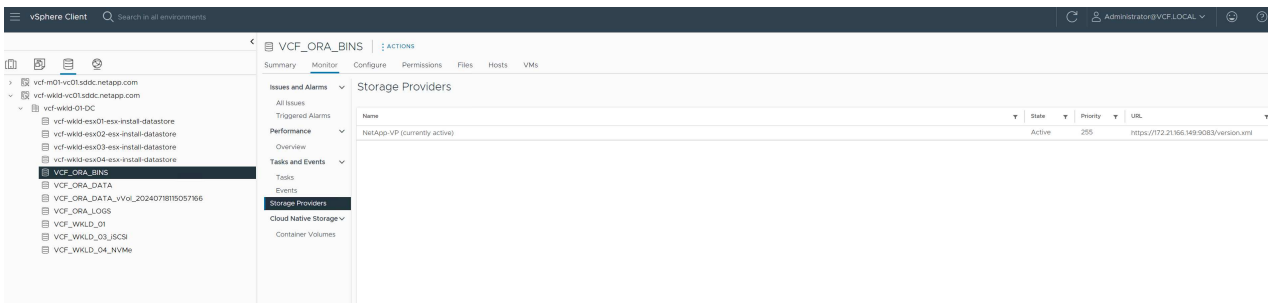 vSphere Client Search in all environments Administrator@VCF.LOCAL
VCF_ORA_BINS ACTIONS
Summary Monitor Configure Permissions Files Hosts VMs
vcf-m01-vc01.sddc.netapp.com
vcf-wkld-vc01.sddc.netapp.com
vcf-wkld-01-DC
vcf-wkld-esx01-esx-install-datastore
vcf-wkld-esx02-esx-install-datastore
vcf-wkld-esx03-esx-install-datastore
vcf-wkld-esx04-esx-install-datastore
VCF_ORA_BINS
VCF_ORA_DATA
VCF_ORA_DATA_vVol_20240718115057166
VCF_ORA_LOGS
VCF_WKLD_01
VCF_WKLD_03_iSCSI
VCF_WKLD_04_NVMe
Issues and Alarms
All Issues
Triggered Alarms
Performance
Overview
Tasks and Events
Tasks
Events
Storage Providers
Cloud Native Storage
Container Volumes
Storage Providers
Name State Priority URL
NetApp-VP (currently active) Active 255 https://172.21.166.149:9083/version.xml